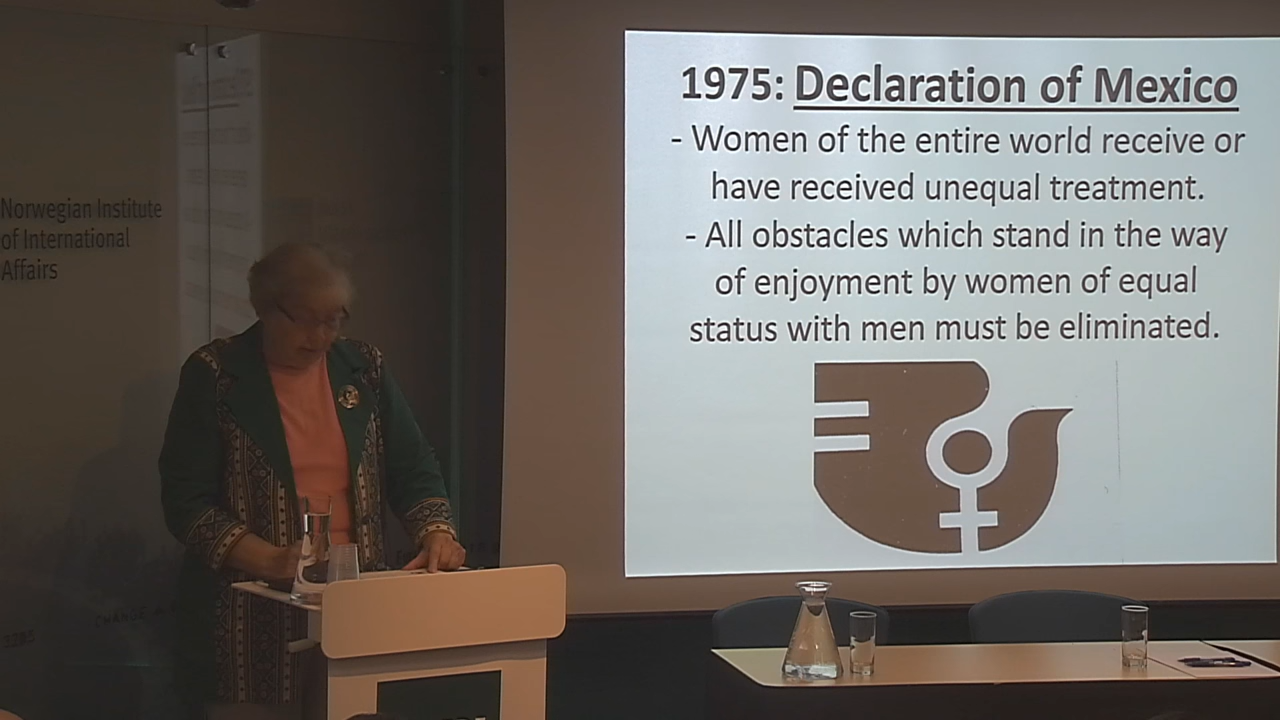 Norwegian Institute
of International
Affairs
1975: Declaration of Mexico
- Women of the entire world receive or
have received unequal treatment.
- All obstacles which stand in the way
of enjoyment by women of equal
status with men must be eliminated.